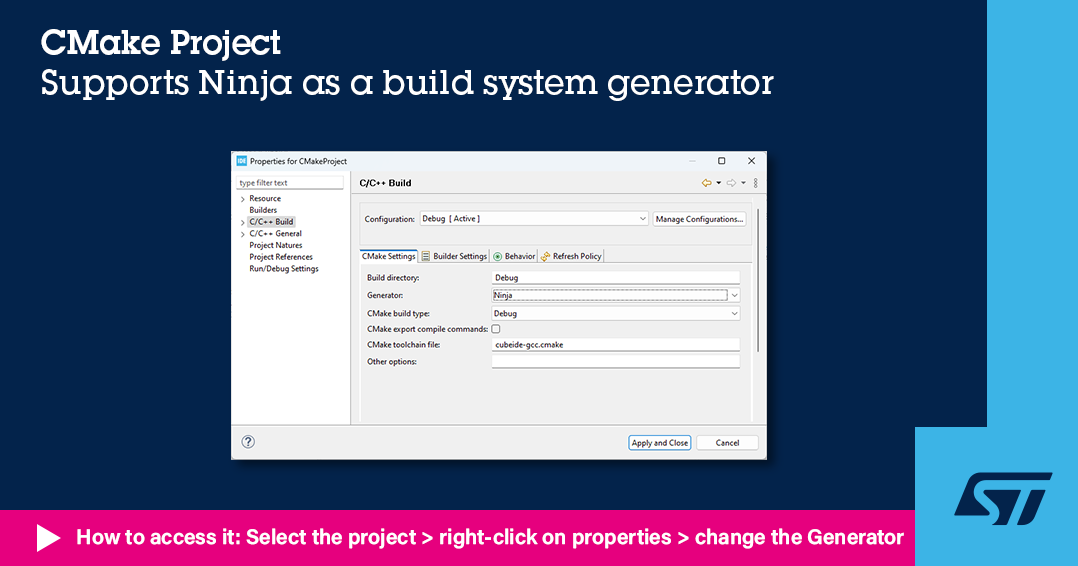 CMake Project
Supports Ninja as a build system generator
IDE Properties for CMakeProject
type filter text
Resource
Builders
C/C++ Build
C/C++ General
Project Natures
Project References
Run/Debug Settings
C/C++ Build
Configuration: Debug [ Active ] Manage Configurations...
CMake Settings Builder Settings Behavior Refresh Policy
Build directory: Debug
Generator: Ninja
CMake build type: Debug
CMake export compile commands:
CMake toolchain file: cubeide-gcc.cmake
Other options:
? Apply and Close Cancel
How to access it: Select the project > right-click on properties > change the Generator
ST